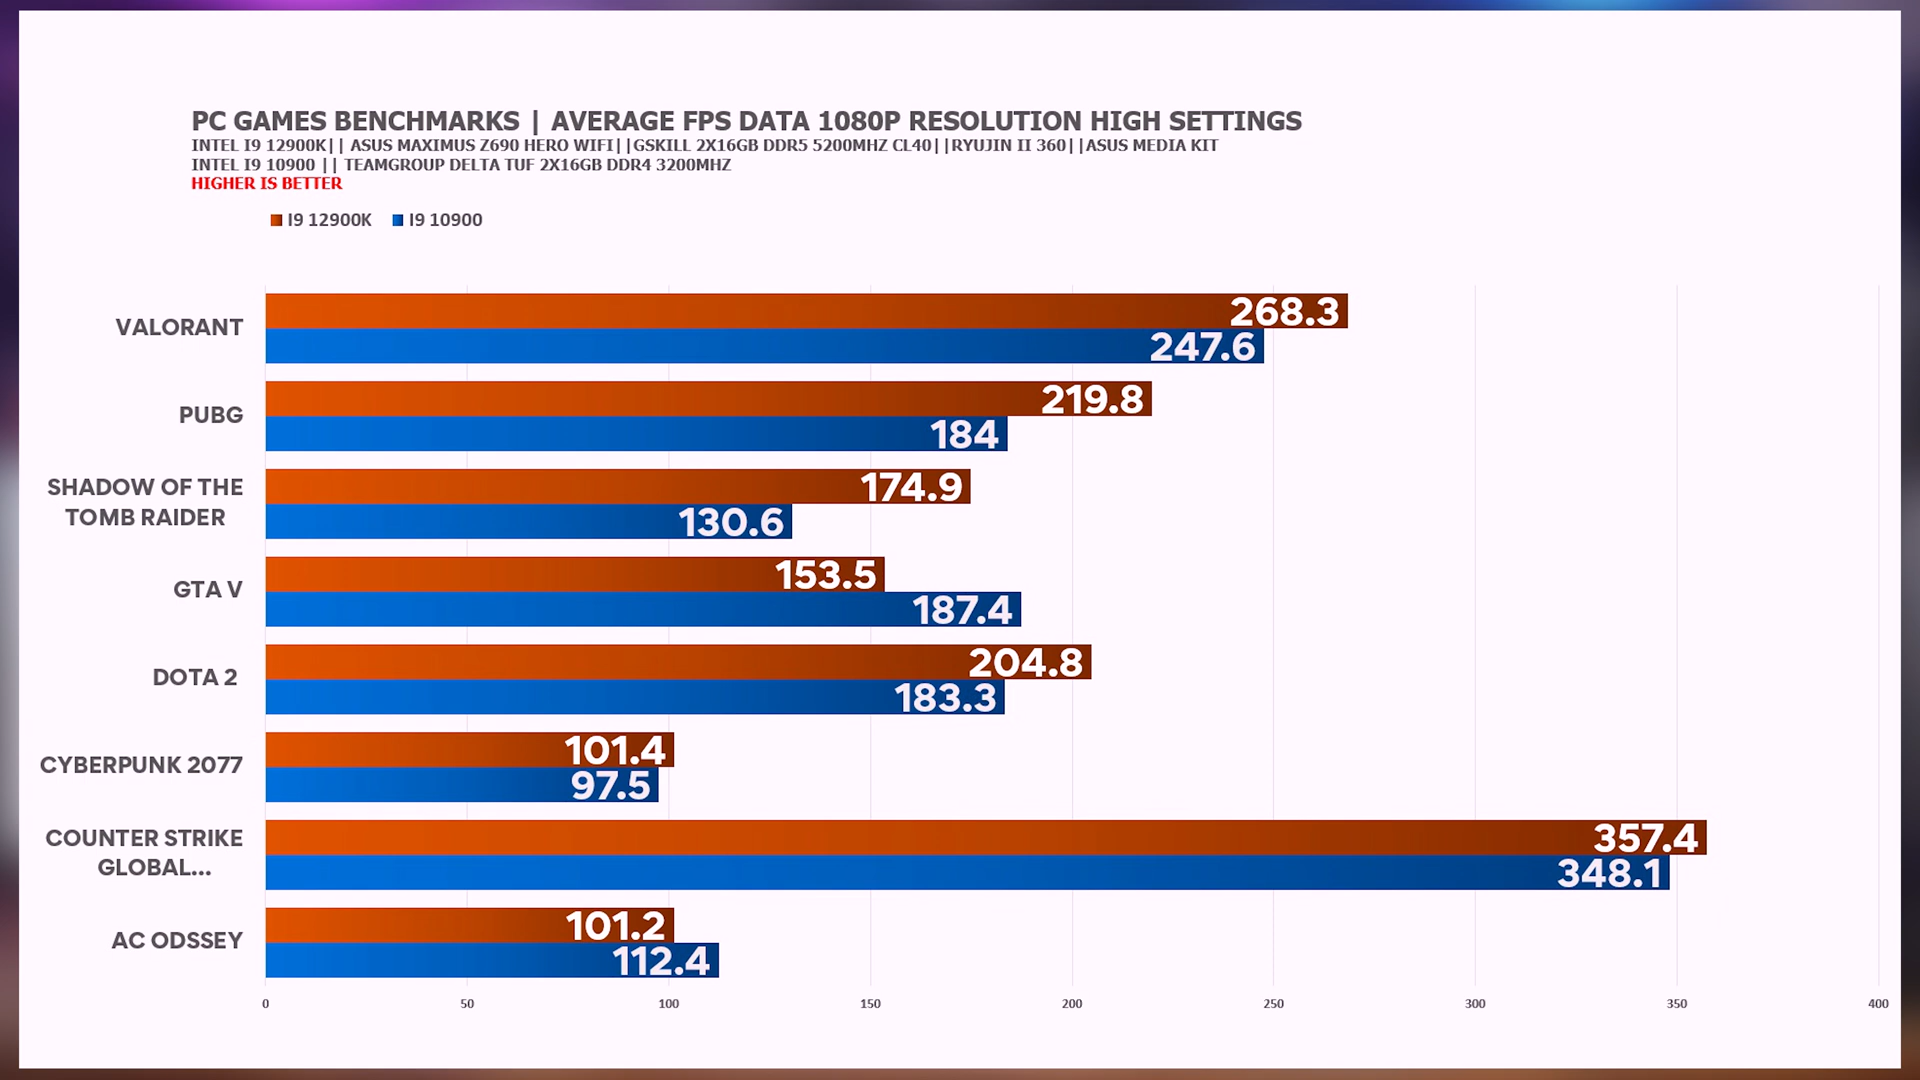 PC GAMES BENCHMARKS | AVERAGE FPS DATA 1080P RESOLUTION HIGH SETTINGS
INTEL I9 12900K|| ASUS MAXIMUS Z690 HERO WIFI||GSKILL 2X16GB DDR5 5200MHZ CL40||RYUJIN II 360||ASUS MEDIA KIT
INTEL I9 10900 || TEAMGROUP DELTA TUF 2X16GB DDR4 3200MHZ
HIGHER IS BETTER
I9 12900K I9 10900
VALORANT
268.3
247.6
PUBG
219.8
184
SHADOW OF THE
TOMB RAIDER
174.9
130.6
GTA V
153.5
187.4
DOTA 2
204.8
183.3
CYBERPUNK 2077
101.4
97.5
COUNTER STRIKE
GLOBAL...
357.4
348.1
AC ODSSEY
101.2
112.4
0 50 100 150 200 250 300 350 400